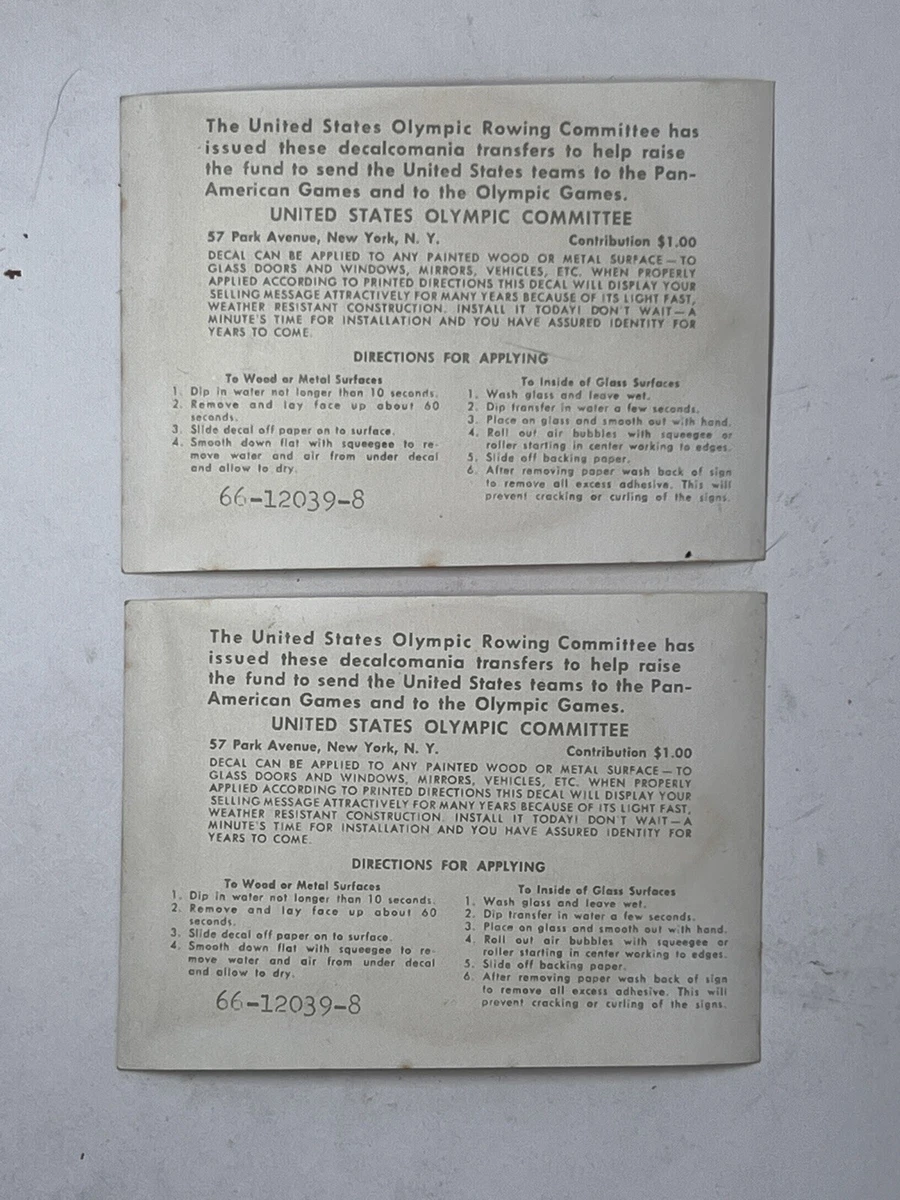 The United States Olympic Rowing Committee has
issued these decalcomania transfers to help raise
the fund to send the United States teams to the Pan-
American Games and to the Olympic Games.
UNITED STATES OLYMPIC COMMITTEE
57 Park Avenue, New York, N. Y. Contribution $1.00
DECAL CAN BE APPLIED TO ANY PAINTED WOOD OR METAL SURFACE — TO
GLASS DOORS AND WINDOWS, MIRRORS, VEHICLES, ETC. WHEN PROPERLY
APPLIED ACCORDING TO PRINTED DIRECTIONS THIS DECAL WILL DISPLAY YOUR
SELLING MESSAGE ATTRACTIVELY FOR MANY YEARS BECAUSE OF ITS LIGHT FAST,
WEATHER RESISTANT CONSTRUCTION. INSTALL IT TODAY! DON'T WAIT — A
MINUTE'S TIME FOR INSTALLATION AND YOU HAVE ASSURED IDENTITY FOR
YEARS TO COME.
DIRECTIONS FOR APPLYING
To Wood or Metal Surfaces
1. Dip in water not longer than 10 seconds.
2. Remove and lay face up about 60
seconds.
3. Slide decal off paper on to surface.
4. Smooth down flat with squeegee to re-
move water and air from under decal
and allow to dry.
66-12039-8
To Inside of Glass Surfaces
1. Wash glass and leave wet.
2. Dip transfer in water a few seconds.
3. Place on glass and smooth out with hand.
4. Roll out air bubbles with squeegee or
roller starting in center working to edges.
5. Slide off backing paper.
6. After removing paper wash back of sign
to remove all excess adhesive. This will
prevent cracking or curling of the signs.
The United States Olympic Rowing Committee has
issued these decalcomania transfers to help raise
the fund to send the United States teams to the Pan-
American Games and to the Olympic Games.
UNITED STATES OLYMPIC COMMITTEE
57 Park Avenue, New York, N. Y. Contribution $1.00
DECAL CAN BE APPLIED TO ANY PAINTED WOOD OR METAL SURFACE — TO
GLASS DOORS AND WINDOWS, MIRRORS, VEHICLES, ETC. WHEN PROPERLY
APPLIED ACCORDING TO PRINTED DIRECTIONS THIS DECAL WILL DISPLAY YOUR
SELLING MESSAGE ATTRACTIVELY FOR MANY YEARS BECAUSE OF ITS LIGHT FAST,
WEATHER RESISTANT CONSTRUCTION. INSTALL IT TODAY! DON'T WAIT — A
MINUTE'S TIME FOR INSTALLATION AND YOU HAVE ASSURED IDENTITY FOR
YEARS TO COME.
DIRECTIONS FOR APPLYING
To Wood or Metal Surfaces
1. Dip in water not longer than 10 seconds.
2. Remove and lay face up about 60
seconds.
3. Slide decal off paper on to surface.
4. Smooth down flat with squeegee to re-
move water and air from under decal
and allow to dry.
66-12039-8
To Inside of Glass Surfaces
1. Wash glass and leave wet.
2. Dip transfer in water a few seconds.
3. Place on glass and smooth out with hand.
4. Roll out air bubbles with squeegee or
roller starting in center working to edges.
5. Slide off backing paper.
6. After removing paper wash back of sign
to remove all excess adhesive. This will
prevent cracking or curling of the signs.